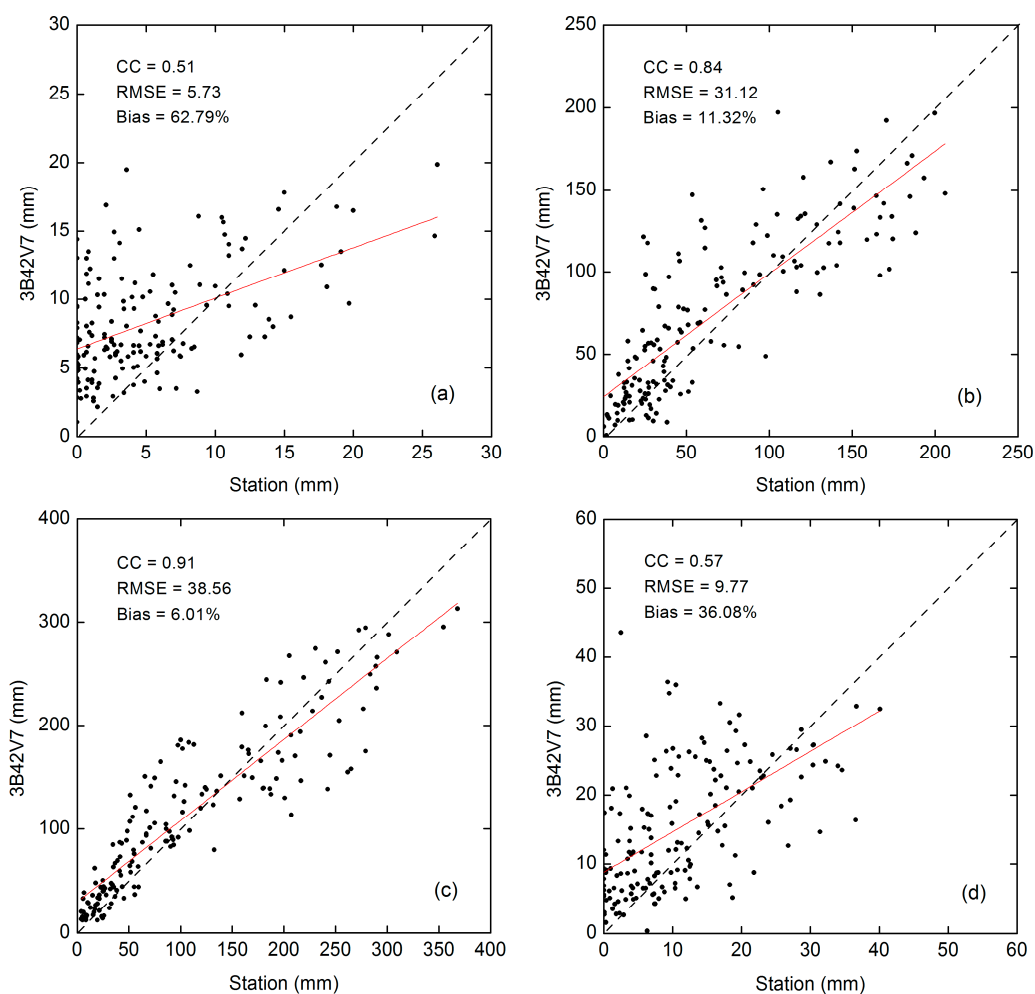 30
25
20
15
10
5
0
3B42V7 (mm)
CC = 0.51
RMSE = 5.73
Bias = 62.79%
(a)
0 5 10 15 20 25 30
Station (mm)
250
200
150
100
50
0
3B42V7 (mm)
CC = 0.84
RMSE = 31.12
Bias = 11.32%
(b)
0 50 100 150 200 250
Station (mm)
400
300
200
100
0
3B42V7 (mm)
CC = 0.91
RMSE = 38.56
Bias = 6.01%
(c)
0 50 100 150 200 250 300 350 400
Station (mm)
60
50
40
30
20
10
0
3B42V7 (mm)
CC = 0.57
RMSE = 9.77
Bias = 36.08%
(d)
0 10 20 30 40 50 60
Station (mm)